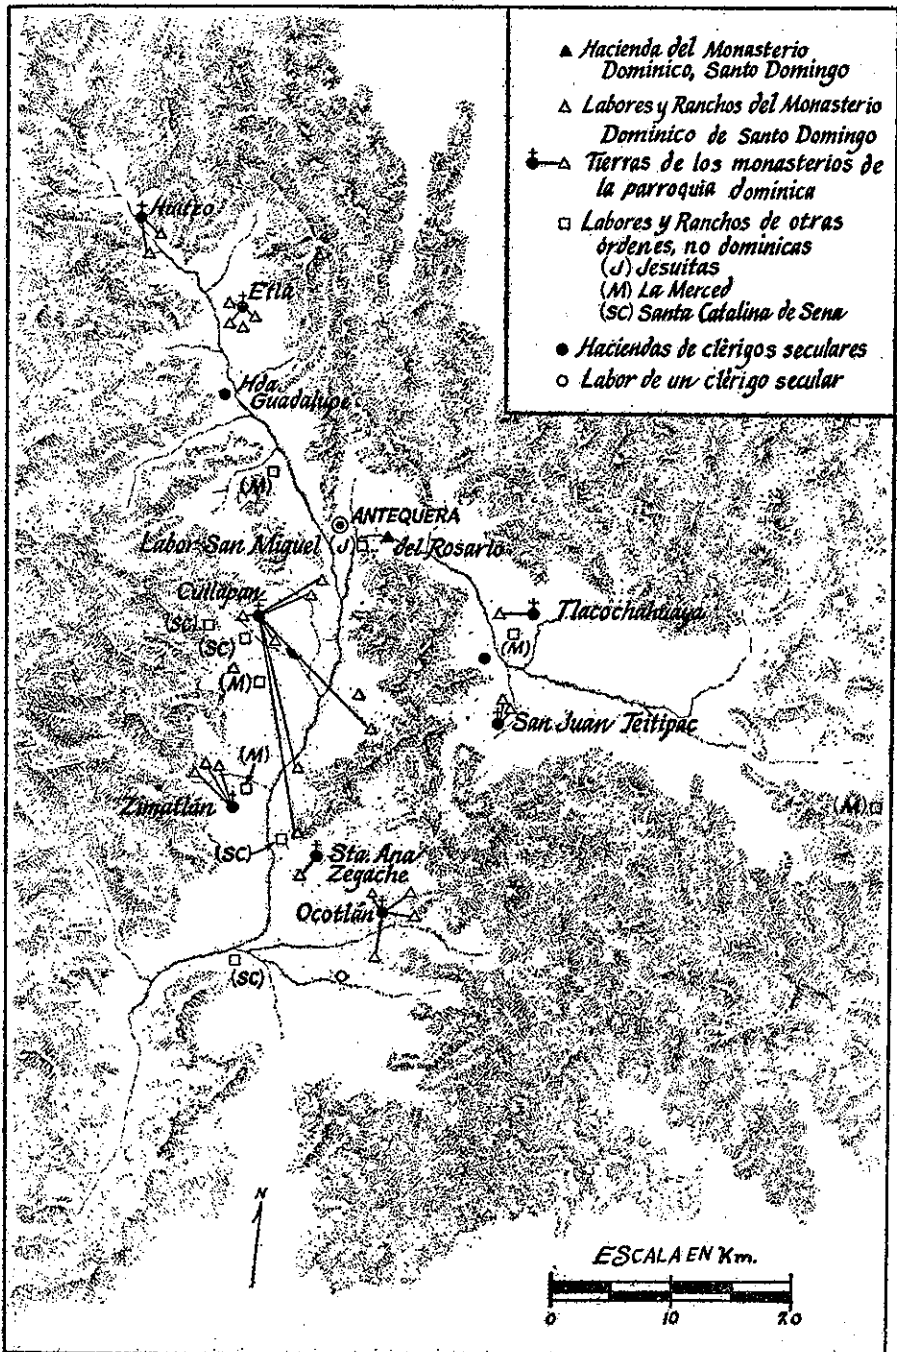 Hacienda del Monasterio
Dominico, Santo Domingo
Labores y Ranchos del Monasterio
Dominico de Santo Domingo
Tierras de los monasterios de
la parroquia dominica
Labores y Ranchos de otras
órdenes, no dominicas
(J) Jesuitas
(M) La Merced
(SC) Santa Catalina de Sena
Haciendas de clérigos seculares
Labor de un clérigo secular
Huitzo
Etla
Hda
Guadalupe
(M)
ANTEQUERA
Labor San Miguel
(J)
del Rosario
Cuilapan
Tlacochahuaya
(SC)
(SC)
(M)
(M)
San Juan Teitipac
(M)
Zimatlán
(M)
(SC)
Sta. Ana
Zegache
Ocotlán
(SC)
N
ESCALA EN Km.
0 10 20